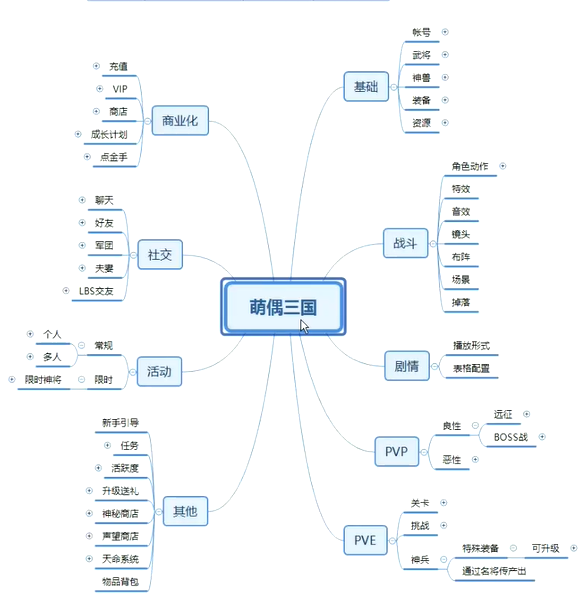 萌偶三国
基础
帐号
武将
神兽
装备
资源
战斗
角色动作
特效
音效
镜头
布阵
场景
掉落
剧情
播放形式
表格配置
PVP
良性
远征
BOSS战
恶性
PVE
关卡
挑战
神兵
特殊装备
可升级
通过名将传产出
商业化
充值
VIP
商店
成长计划
点金手
社交
聊天
好友
军团
夫妻
LBS交友
活动
常规
个人
多人
限时
限时神将
其他
新手引导
任务
活跃度
升级送礼
神秘商店
声望商店
天命系统
物品背包